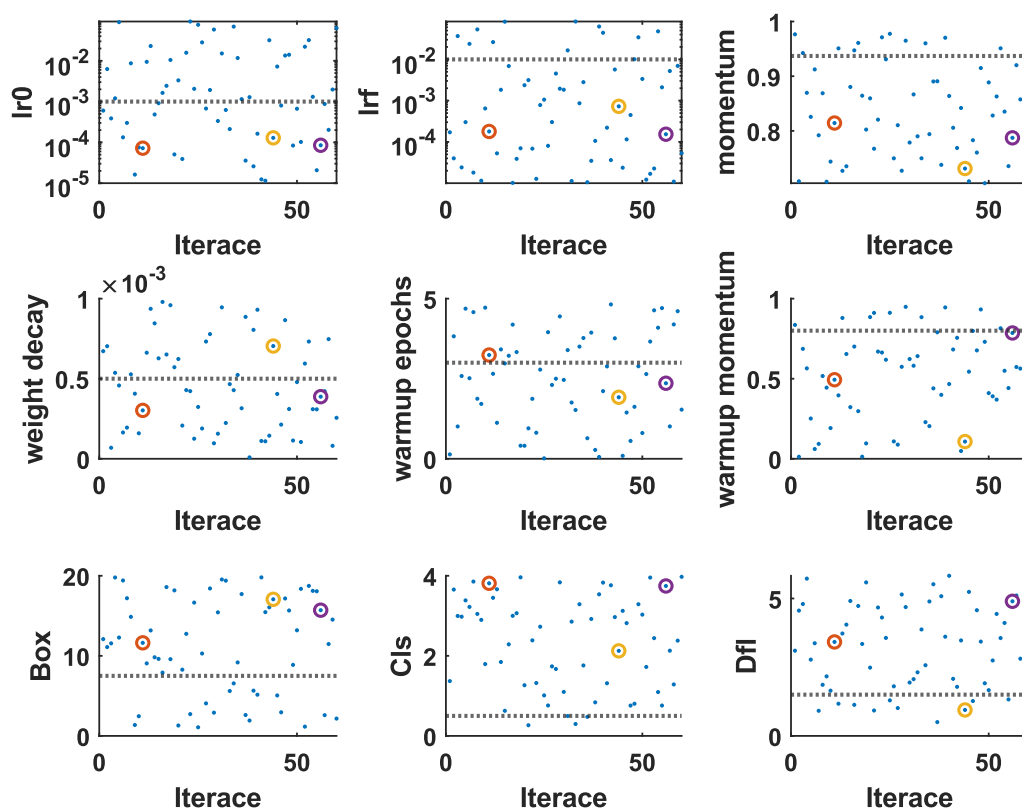 lr0
10^-2
10^-3
10^-4
10^-5
0
50
Iterace
lrf
10^-2
10^-3
10^-4
0
50
Iterace
momentum
1
0.9
0.8
0
50
Iterace
weight decay
×10^-3
1
0.5
0
0
50
Iterace
warmup epochs
5
0
0
50
Iterace
warmup momentum
1
0.5
0
0
50
Iterace
Box
20
10
0
0
50
Iterace
Cls
4
2
0
0
50
Iterace
Dfl
5
0
0
50
Iterace